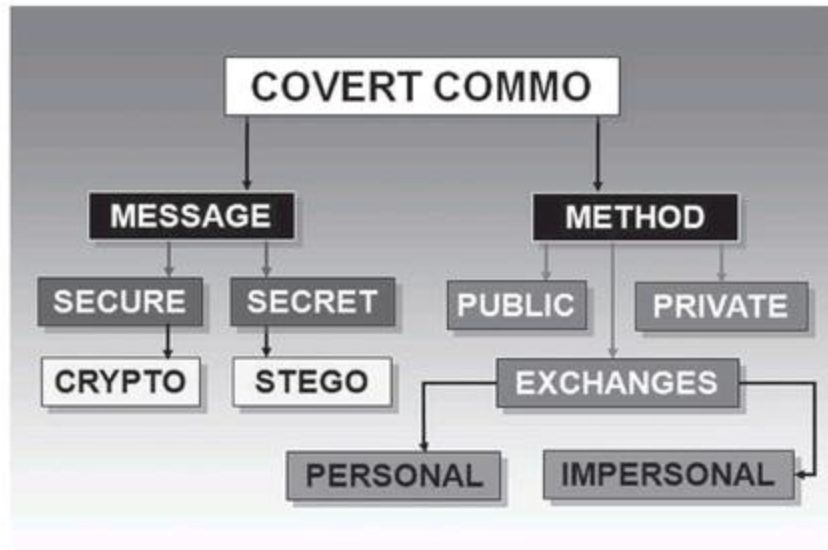 COVERT COMMO
MESSAGE
METHOD
SECURE
SECRET
PUBLIC
PRIVATE
CRYPTO
STEGO
EXCHANGES
PERSONAL
IMPERSONAL